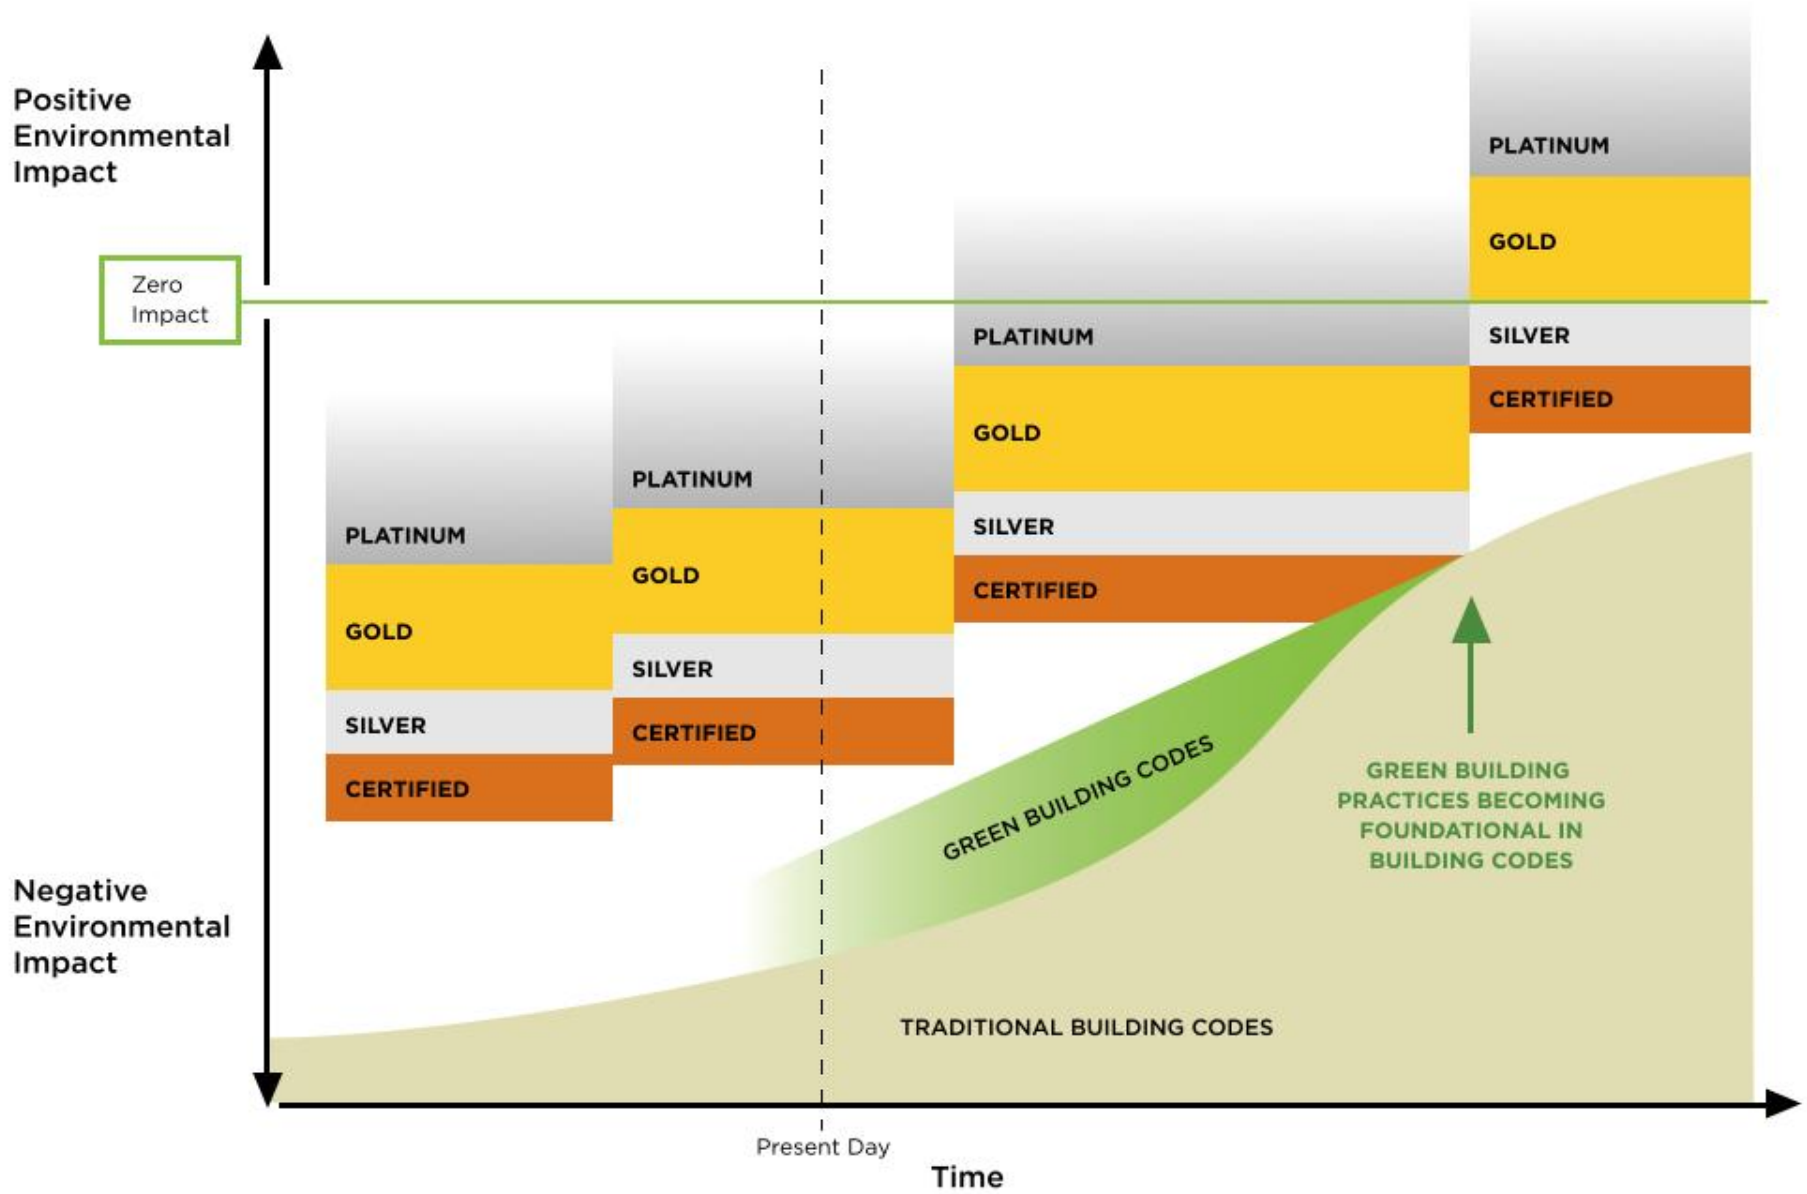 Positive
Environmental
Impact
Zero
Impact
Negative
Environmental
Impact
PLATINUM
GOLD
SILVER
CERTIFIED
PLATINUM
GOLD
SILVER
CERTIFIED
PLATINUM
GOLD
SILVER
CERTIFIED
PLATINUM
GOLD
SILVER
CERTIFIED
GREEN BUILDING CODES
GREEN BUILDING
PRACTICES BECOMING
FOUNDATIONAL IN
BUILDING CODES
TRADITIONAL BUILDING CODES
Present Day
Time